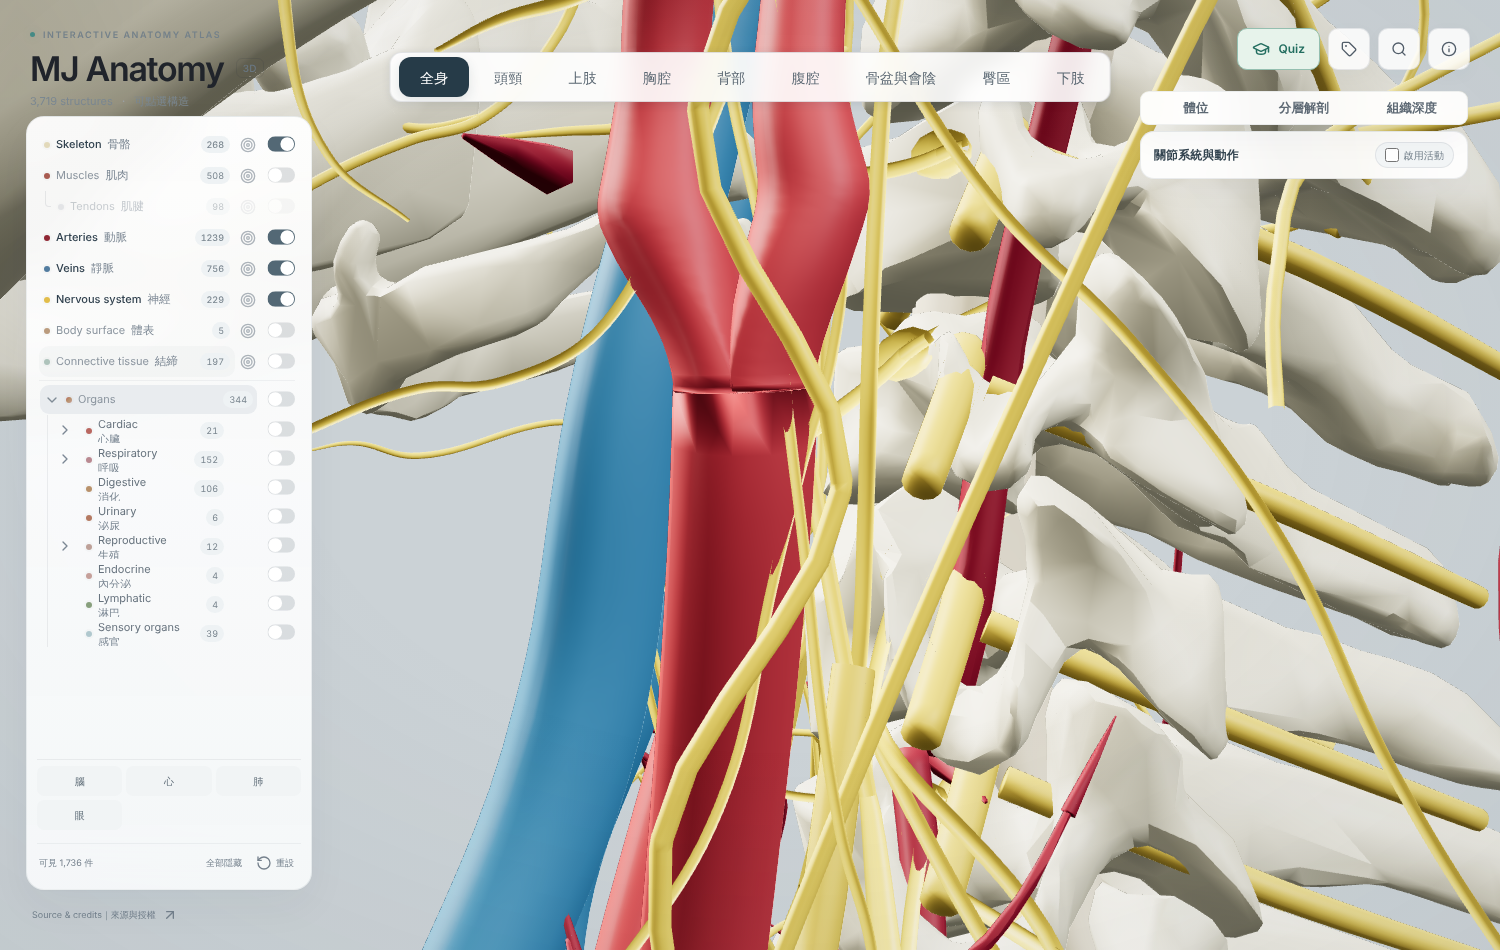 INTERACTIVE ANATOMY ATLAS
MJ Anatomy 3D
3,719 structures
全身 頭頸 上肢 胸腔 背部 腹腔 骨盆與會陰 臀區 下肢
Quiz
體位 分層解剖 組織深度
關節系統與動作 啟用活動
Skeleton 骨骼 268
Muscles 肌肉 508
Tendons 肌腱 98
Arteries 動脈 1239
Veins 靜脈 756
Nervous system 神經 229
Body surface 體表 5
Connective tissue 結締 197
Organs 344
Cardiac 21
心臟
Respiratory 152
呼吸
Digestive 106
消化
Urinary 6
泌尿
Reproductive 12
生殖
Endocrine 4
內分泌
Lymphatic 4
淋巴
Sensory organs 39
感官
腦 心 肺
眼
可見 1,736 件 全部隱藏 重設
Source & credits | 來源與授權